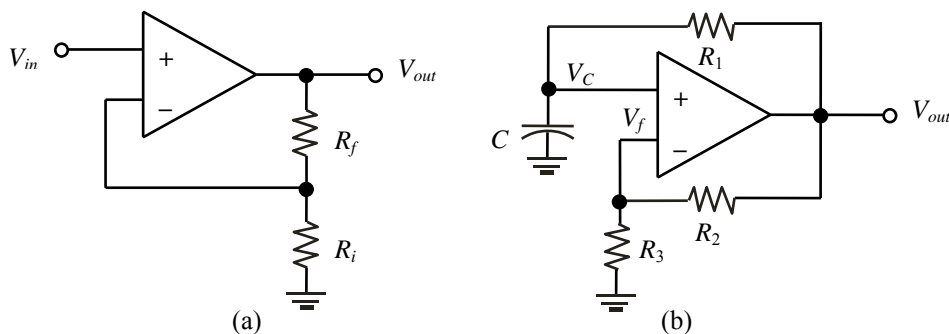 V_in
+
−
V_out
R_f
R_i
(a)
R_1
V_C
+
V_f
−
V_out
C
R_2
R_3
(b)